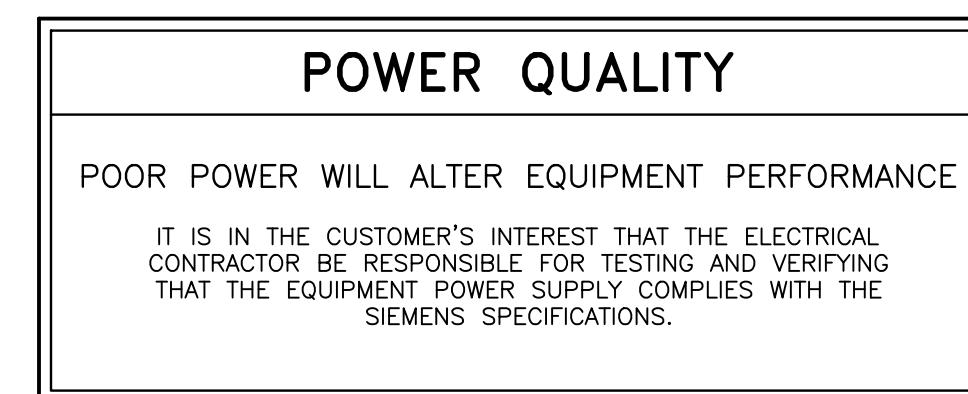 POWER QUALITY
POOR POWER WILL ALTER EQUIPMENT PERFORMANCE
IT IS IN THE CUSTOMER'S INTEREST THAT THE ELECTRICAL
CONTRACTOR BE RESPONSIBLE FOR TESTING AND VERIFYING
THAT THE EQUIPMENT POWER SUPPLY COMPLIES WITH THE
SIEMENS SPECIFICATIONS.